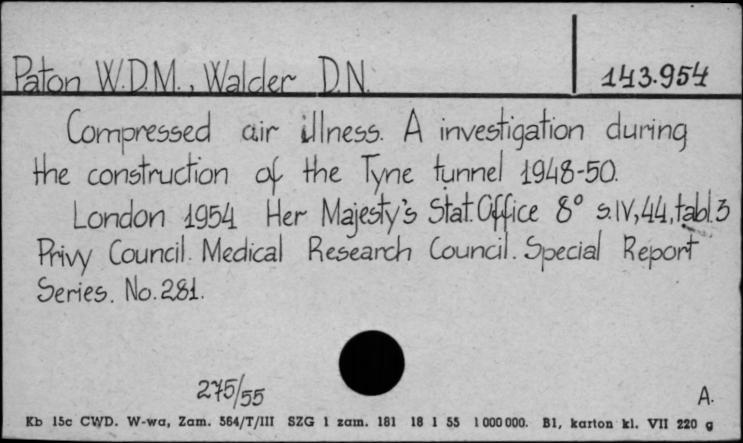 Paton W.D.M., Walder D.N. 143.954
Compressed air illness. A investigation during
the construction of the Tyne tunnel 1948-50.
London 1954 Her Majesty's Stat. Office 8° s.IV,44,tabl.3
Privy Council. Medical Research Council. Special Report
Series. No.281.
275/55 A.
Kb 15c CWD. W-wa, Zam. 564/T/III SZG 1 zam. 181 18 1 55 1 000 000. B1, karton kl. VII 220 g